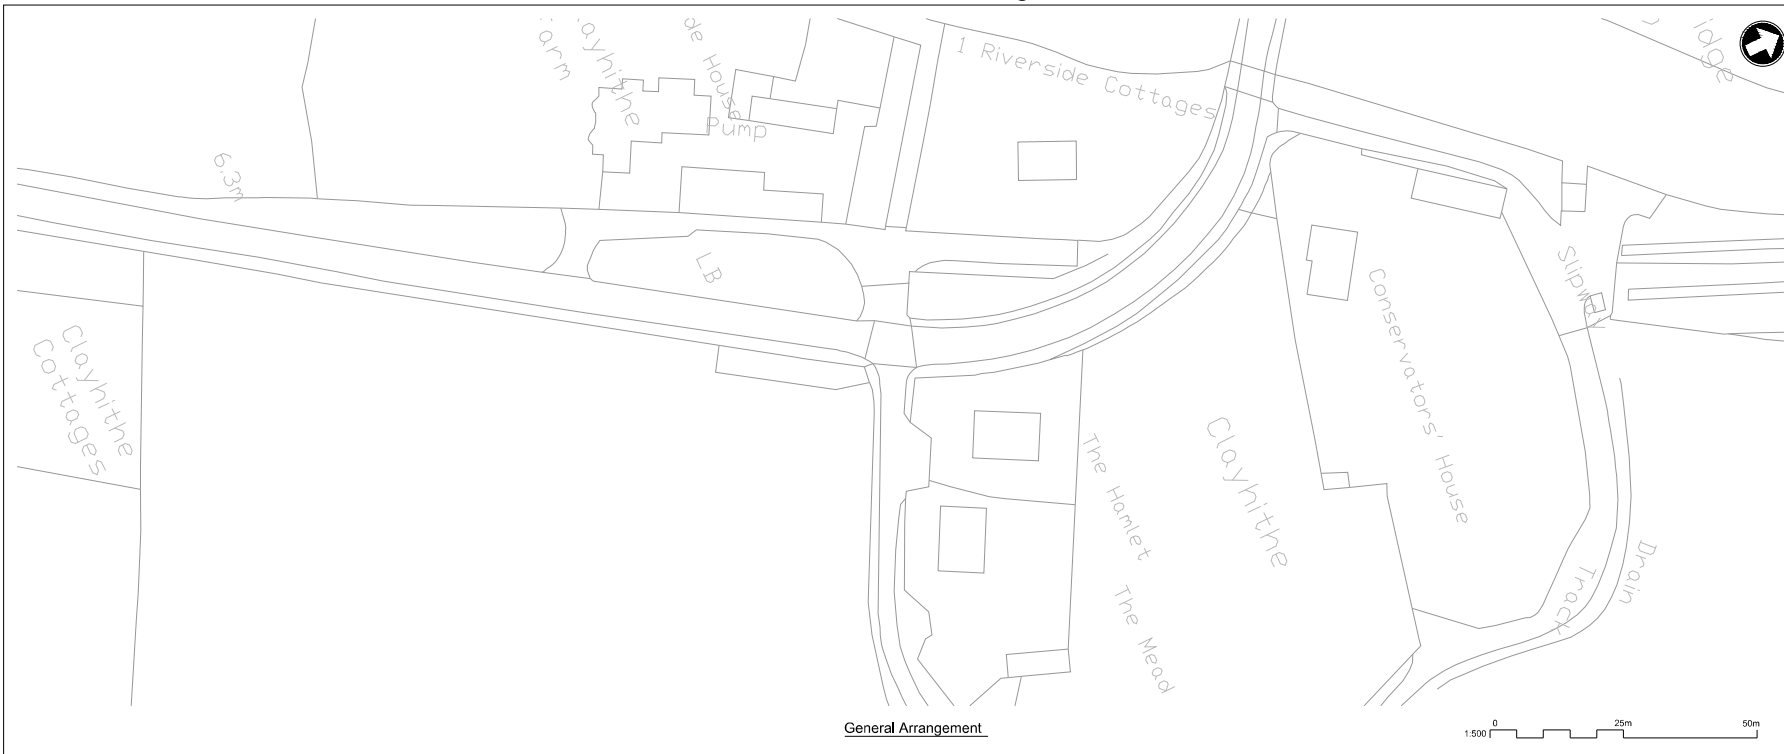 1 Riverside Cottages
Pump
6.3m
LB
Slipway
Clayhithe
Cottages
Conservators' House
Clayhithe
The Hamlet
The Mead
Drain
Track
General Arrangement
1:500
0
25m
50m